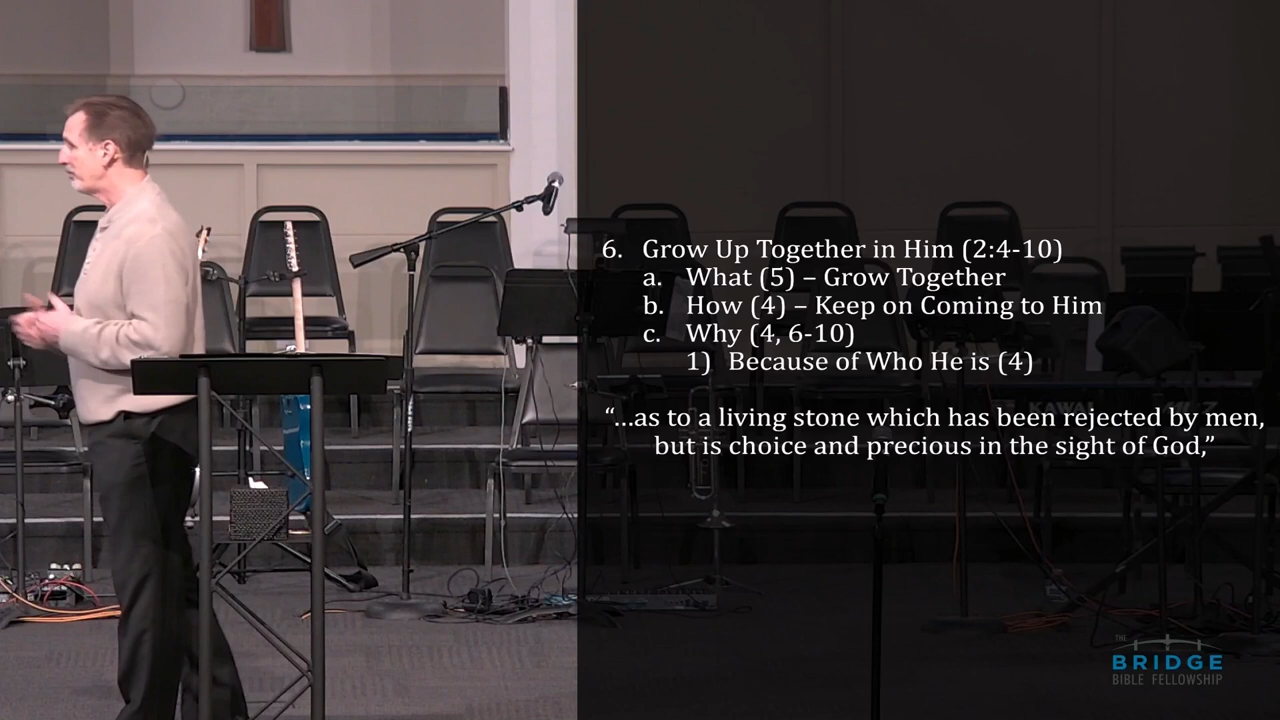 6. Grow Up Together in Him (2:4-10)
a. What (5) – Grow Together
b. How (4) – Keep on Coming to Him
c. Why (4, 6-10)
1) Because of Who He is (4)
“...as to a living stone which has been rejected by men,
but is choice and precious in the sight of God,”
KAWAI
THE
BRIDGE
BIBLE FELLOWSHIP